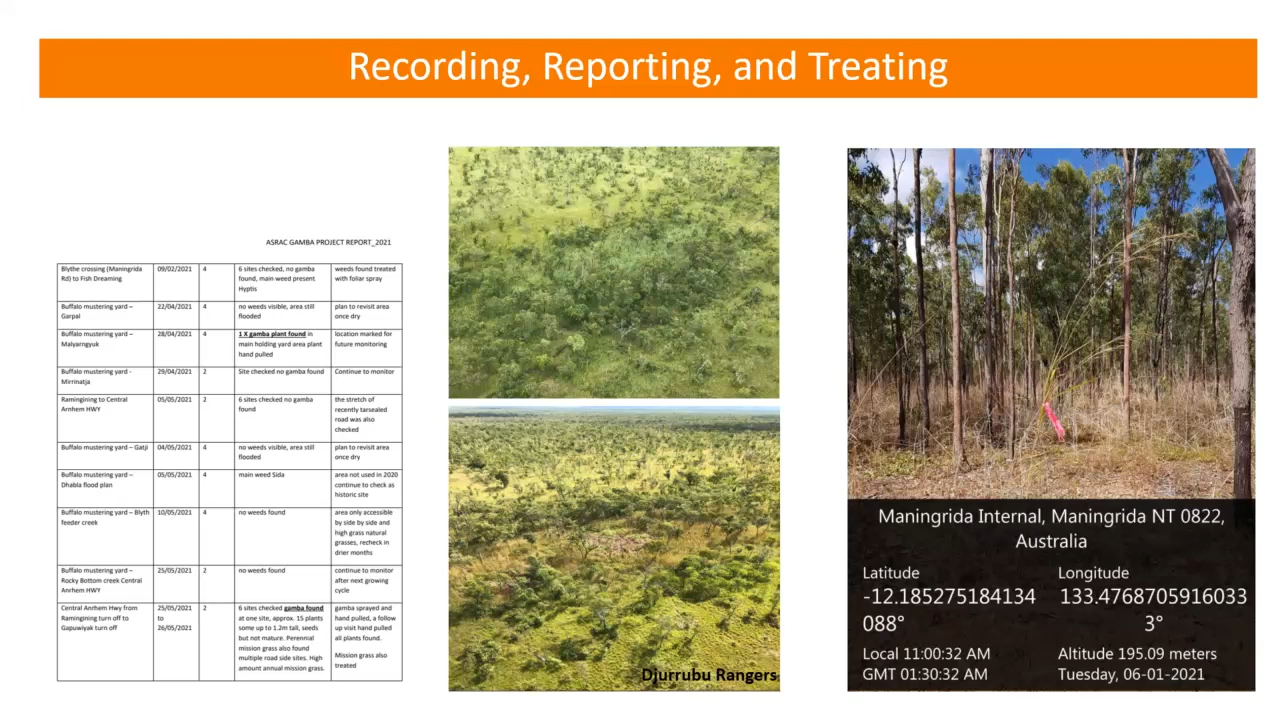 Recording, Reporting, and Treating
ASRAC GAMBA PROJECT REPORT_2021
Blythe crossing (Maningrida Rd) to Fish Dreaming 09/02/2021 4 6 sites checked, no gamba found, main weed present Hyptis weeds found treated with foliar spray
Buffalo mustering yard – Garpal 22/04/2021 4 no weeds visible, area still flooded plan to revisit area once dry
Buffalo mustering yard – Malyarngyuk 28/04/2021 4 1 X gamba plant found in main holding yard area plant hand pulled location marked for future monitoring
Buffalo mustering yard - Mirrinatja 29/04/2021 2 Site checked no gamba found Continue to monitor
Ramingining to Central Arnhem HWY 05/05/2021 2 6 sites checked no gamba found the stretch of recently tarsealed road was also checked
Buffalo mustering yard – Gatji 04/05/2021 4 no weeds visible, area still flooded plan to revisit area once dry
Buffalo mustering yard – Dhabla flood plan 05/05/2021 4 main weed Sida area not used in 2020 continue to check as historic site
Buffalo mustering yard – Blyth feeder creek 10/05/2021 4 no weeds found area only accessible by side by side and high grass natural grasses, recheck in drier months
Buffalo mustering yard – Rocky Bottom creek Central Arnhem HWY 25/05/2021 2 no weeds found continue to monitor after next growing cycle
Central Arnhem Hwy from Ramingining turn off to Gapuwiyak turn off 25/05/2021 to 26/05/2021 2 6 sites checked gamba found at one site, approx. 15 plants some up to 1.2m tall, seeds but not mature. Perennial mission grass also found multiple road side sites. High amount annual mission grass. gamba sprayed and hand pulled, a follow up visit hand pulled all plants found. Mission grass also treated
Djurrubu Rangers
Maningrida Internal, Maningrida NT 0822,
Australia
Latitude
-12.185275184134
088°
Longitude
133.4768705916033
3°
Local 11:00:32 AM
GMT 01:30:32 AM
Altitude 195.09 meters
Tuesday, 06-01-2021